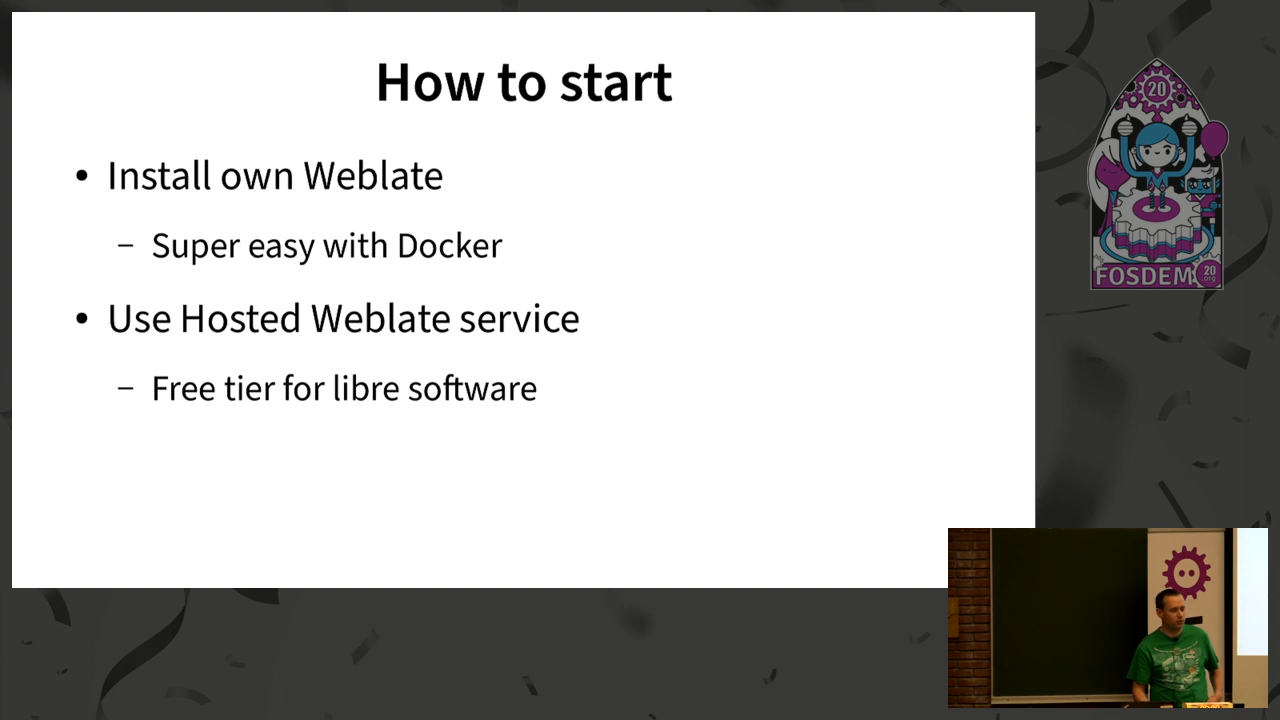 How to start
• Install own Weblate
– Super easy with Docker
• Use Hosted Weblate service
– Free tier for libre software
20
FOSDEM
20
.org